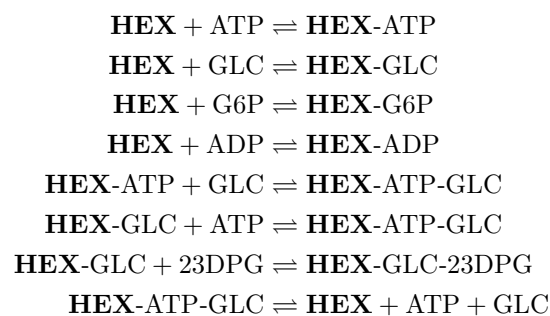 HEX + ATP ⇌ HEX-ATP
HEX + GLC ⇌ HEX-GLC
HEX + G6P ⇌ HEX-G6P
HEX + ADP ⇌ HEX-ADP
HEX-ATP + GLC ⇌ HEX-ATP-GLC
HEX-GLC + ATP ⇌ HEX-ATP-GLC
HEX-GLC + 23DPG ⇌ HEX-GLC-23DPG
HEX-ATP-GLC ⇌ HEX + ATP + GLC